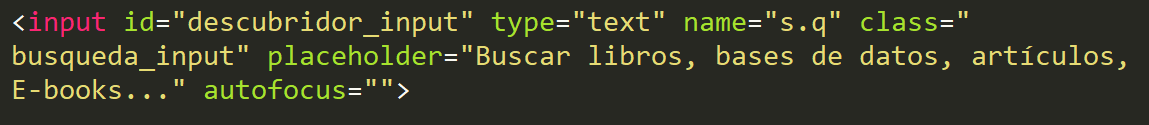 <input id="descubridor_input" type="text" name="s.q" class="
busqueda_input" placeholder="Buscar libros, bases de datos, artículos,
E-books..." autofocus="">